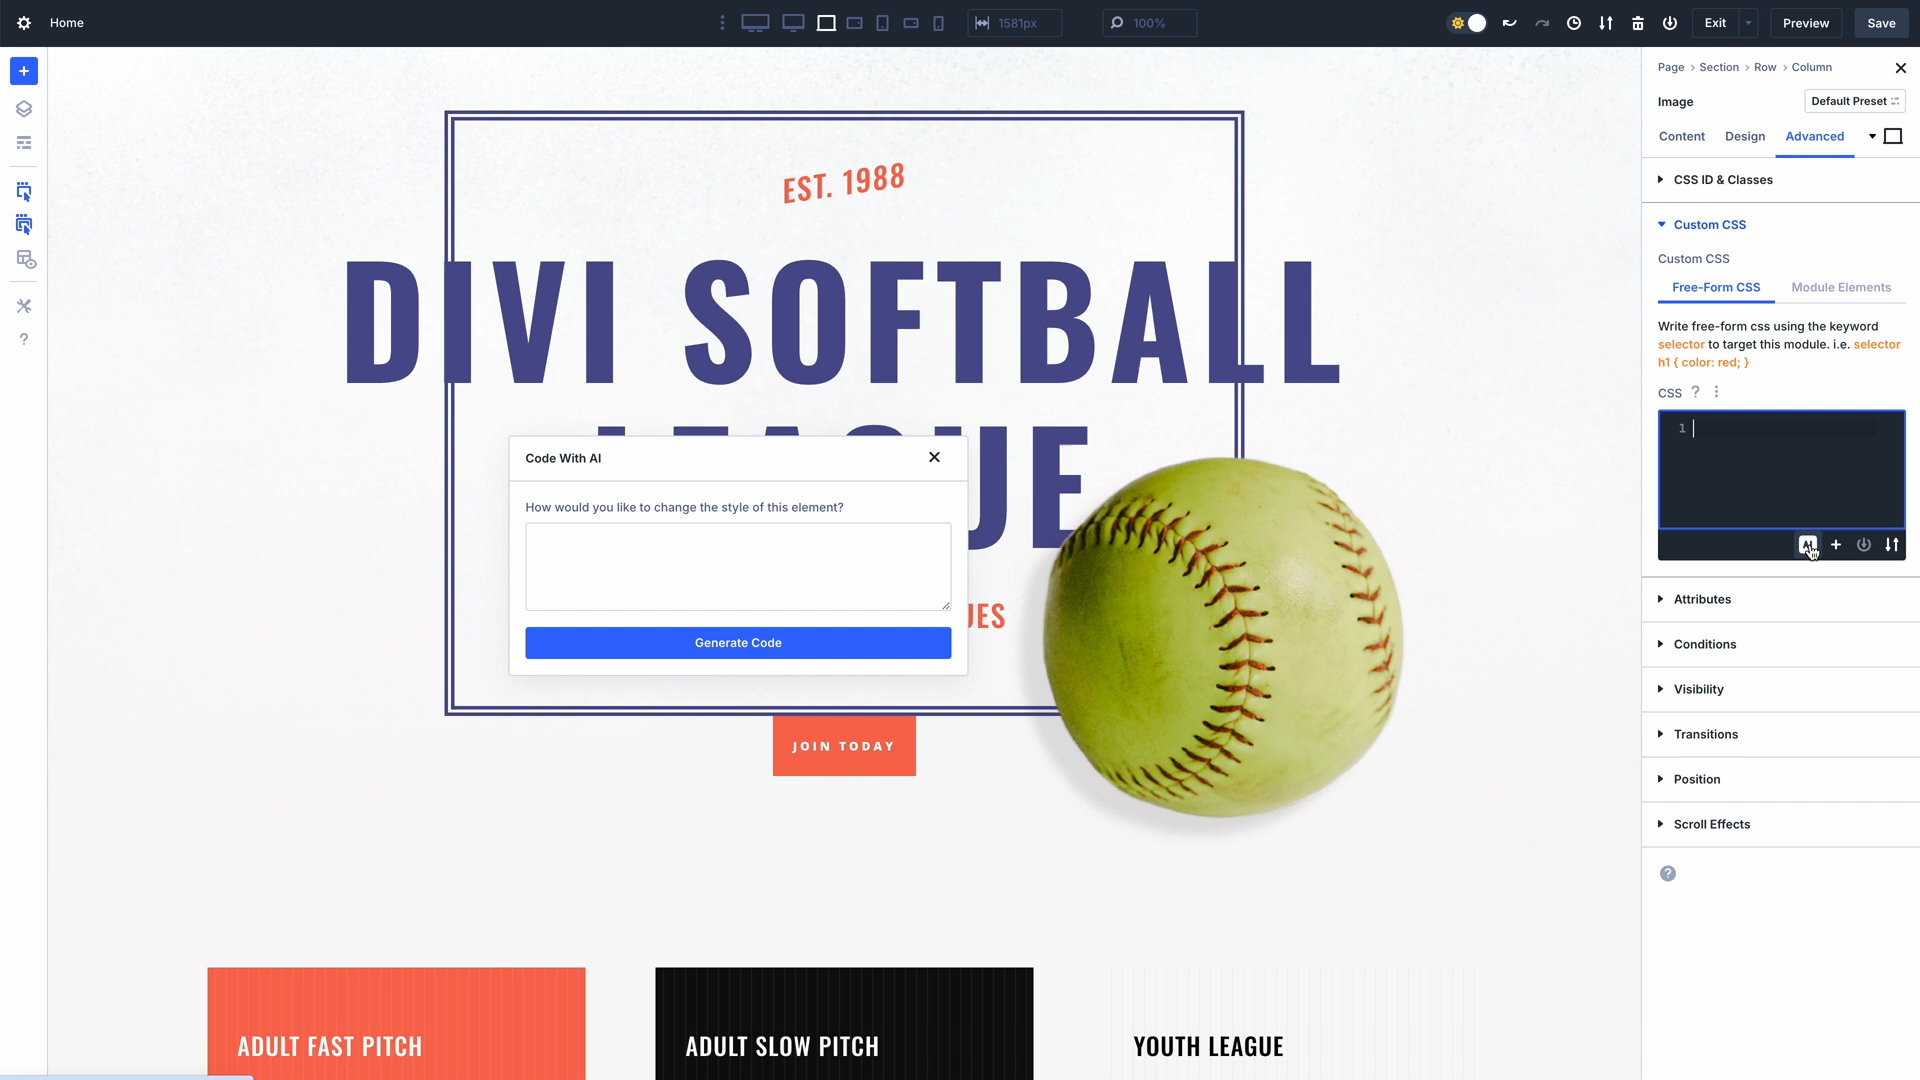 Home
1581px
100%
Exit
Preview
Save
Page > Section > Row > Column
Image
Default Preset
Content
Design
Advanced
CSS ID & Classes
Custom CSS
Custom CSS
Free-Form CSS
Module Elements
Write free-form css using the keyword
selector to target this module. i.e. selector
h1 { color: red; }
CSS
1
AI
Attributes
Conditions
Visibility
Transitions
Position
Scroll Effects
EST. 1988
DIVI SOFTBALL
UE
Code With AI
How would you like to change the style of this element?
Generate Code
UES
JOIN TODAY
ADULT FAST PITCH
ADULT SLOW PITCH
YOUTH LEAGUE